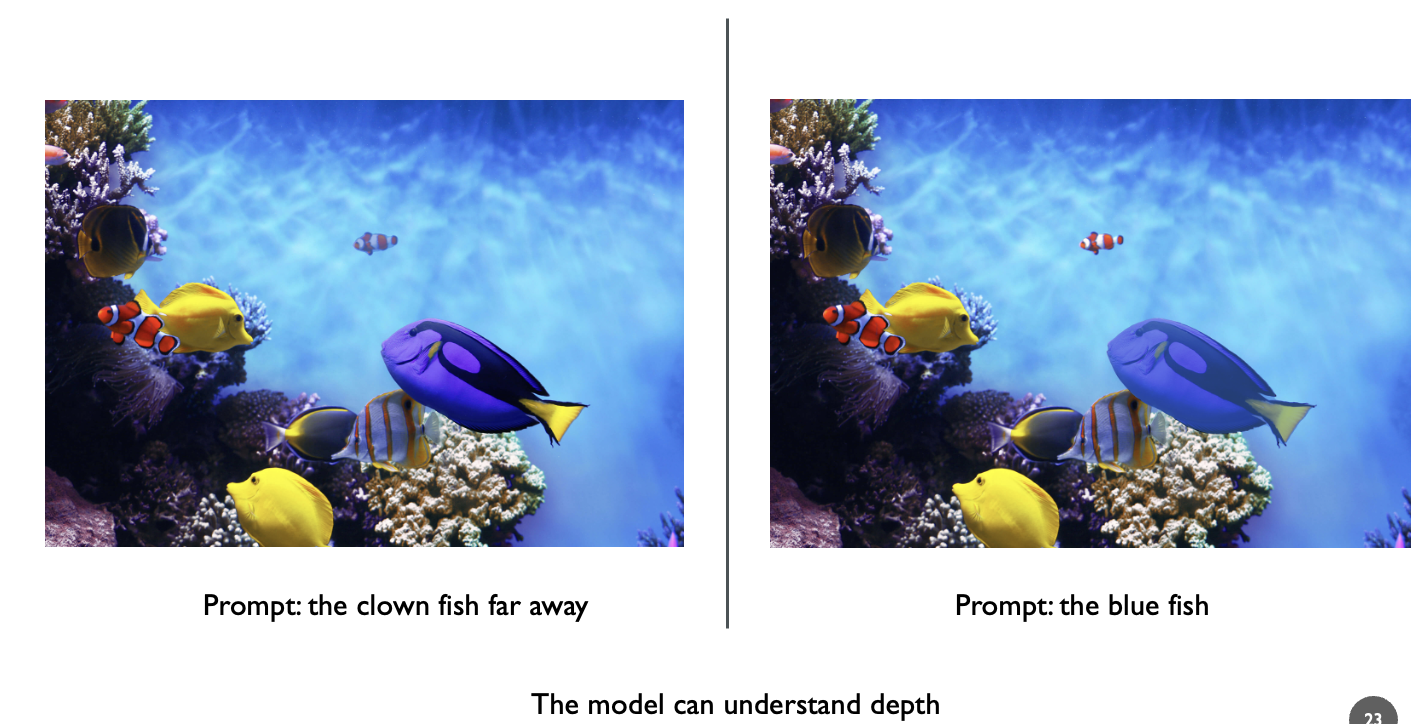 Prompt: the clown fish far away
Prompt: the blue fish
The model can understand depth
23